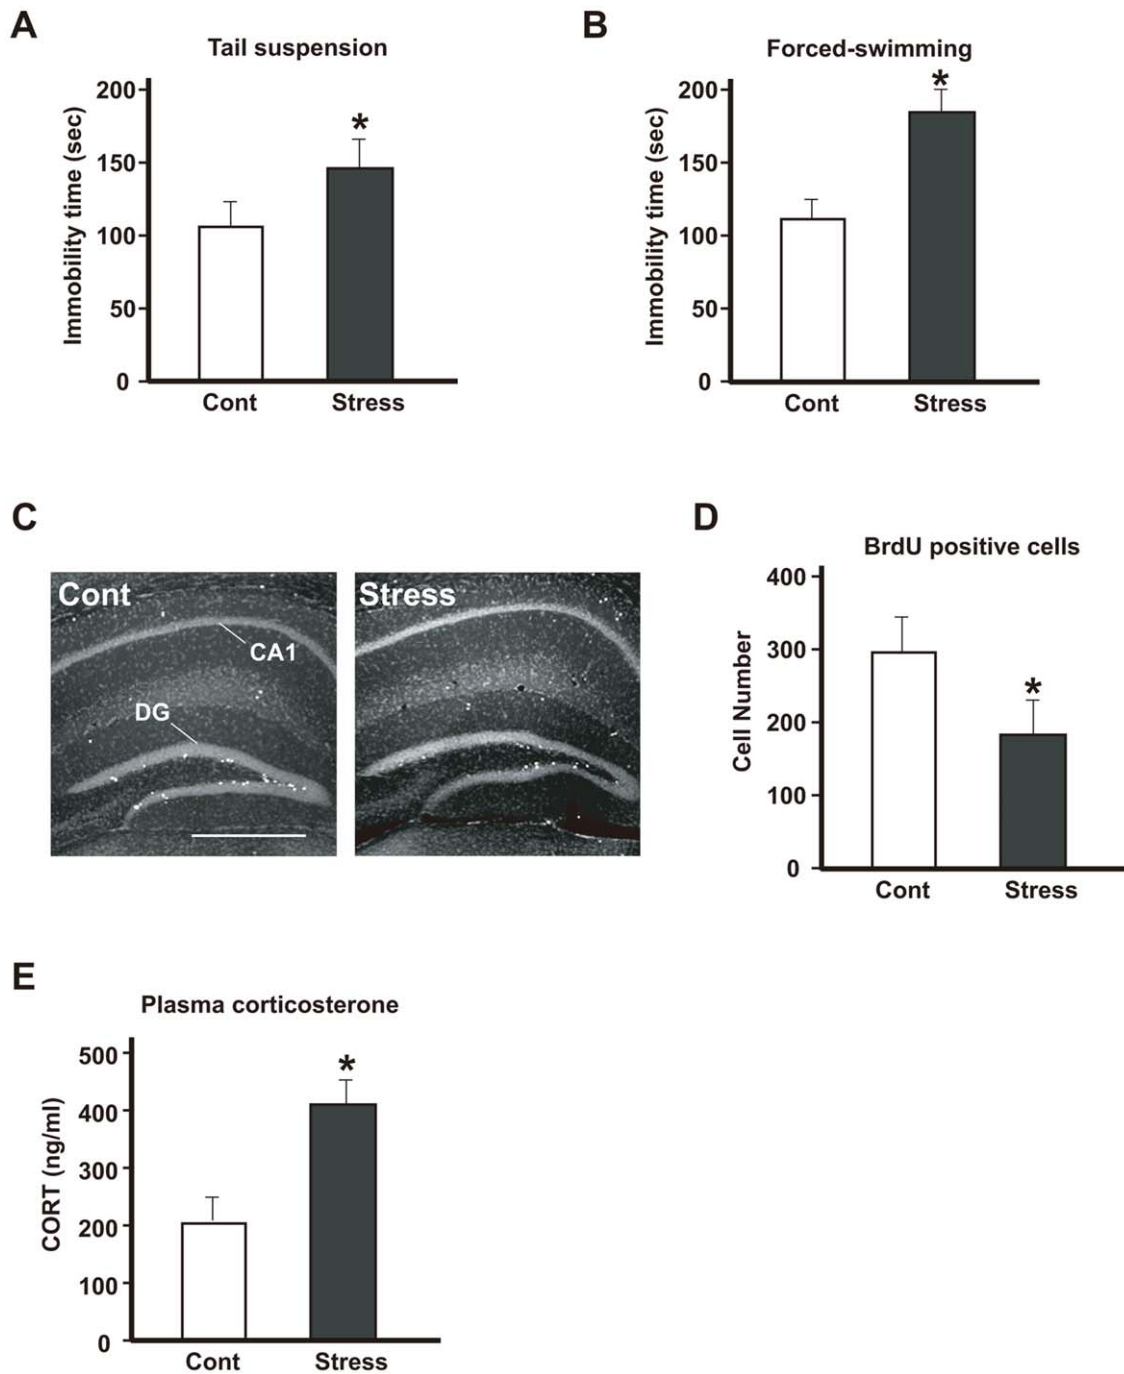 A
Tail suspension
Immobility time (sec)
200
150
100
50
0
*
Cont
Stress
B
Forced-swimming
Immobility time (sec)
200
150
100
50
0
*
Cont
Stress
C
Cont
CA1
DG
Stress
D
BrdU positive cells
Cell Number
400
300
200
100
0
*
Cont
Stress
E
Plasma corticosterone
CORT (ng/ml)
500
400
300
200
100
0
*
Cont
Stress